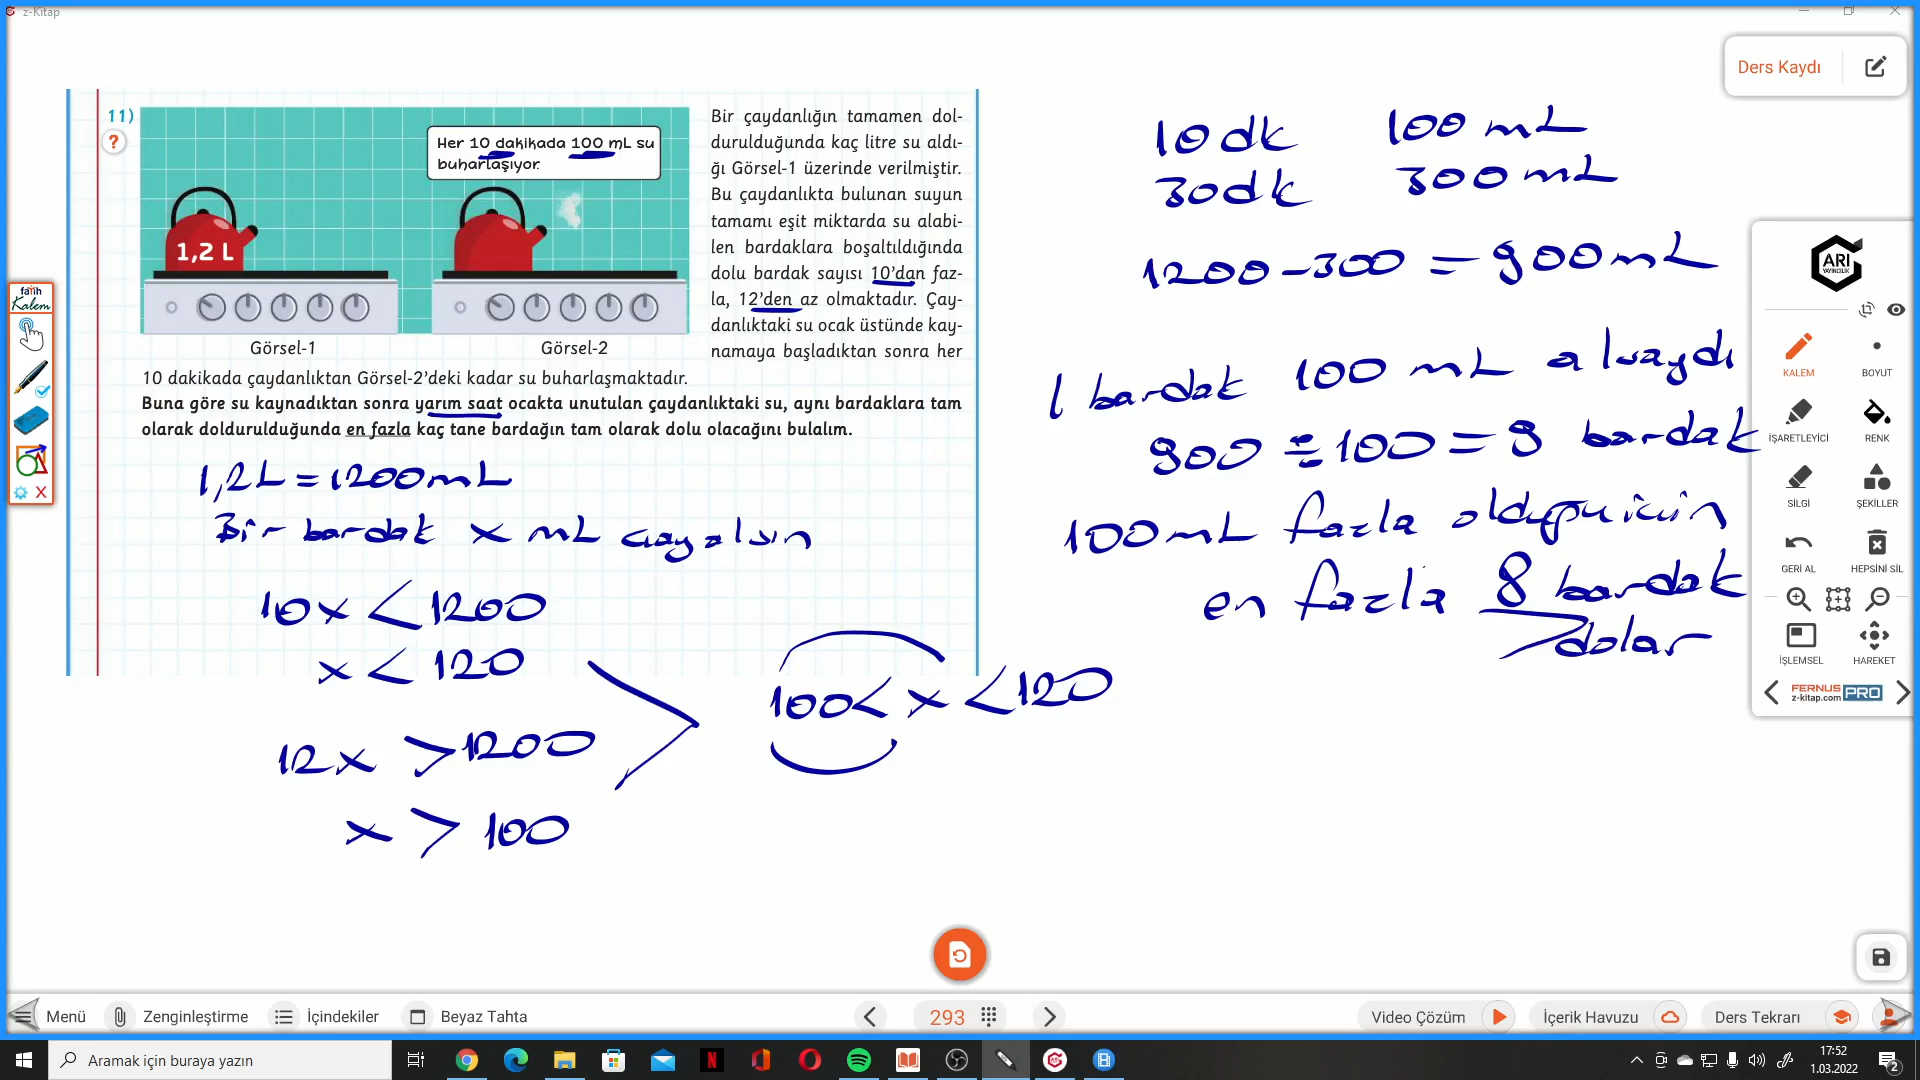 z-Kitap
Ders Kaydı
11)
?
Her 10 dakikada 100 mL su
buharlaşıyor.
1,2 L
Görsel-1
Görsel-2
Bir çaydanlığın tamamen dol-
durulduğunda kaç litre su aldı-
ğı Görsel-1 üzerinde verilmiştir.
Bu çaydanlıkta bulunan suyun
tamamı eşit miktarda su alabi-
len bardaklara boşaltıldığında
dolu bardak sayısı 10'dan faz-
la, 12'den az olmaktadır. Çay-
danlıktaki su ocak üstünde kay-
namaya başladıktan sonra her
10 dakikada çaydanlıktan Görsel-2'deki kadar su buharlaşmaktadır.
Buna göre su kaynadıktan sonra yarım saat ocakta unutulan çaydanlıktaki su, aynı bardaklara tam
olarak doldurulduğunda en fazla kaç tane bardağın tam olarak dolu olacağını bulalım.
1,2L = 1200mL
Bir bardak x mL çay alsın
10x < 1200
x < 120
12x > 1200
x > 100
100 < x < 120
10dk 100 mL
30dk 300 mL
1200 - 300 = 900mL
1 bardak 100 mL alsaydı
900 ÷ 100 = 9 bardak
100mL fazla olduğu için
en fazla 8 bardak
dolar
fatih
Kalem
ARI
YAYINCILIK
KALEM
BOYUT
İŞARETLEYİCİ
RENK
SİLGİ
ŞEKİLLER
GERİ AL
HEPSİNİ SİL
İŞLEMSEL
HAREKET
FERNUS
z-kitap.com
PRO
Menü
Zenginleştirme
İçindekiler
Beyaz Tahta
293
Video Çözüm
İçerik Havuzu
Ders Tekrarı
Aramak için buraya yazın
17:52
1.03.2022
2